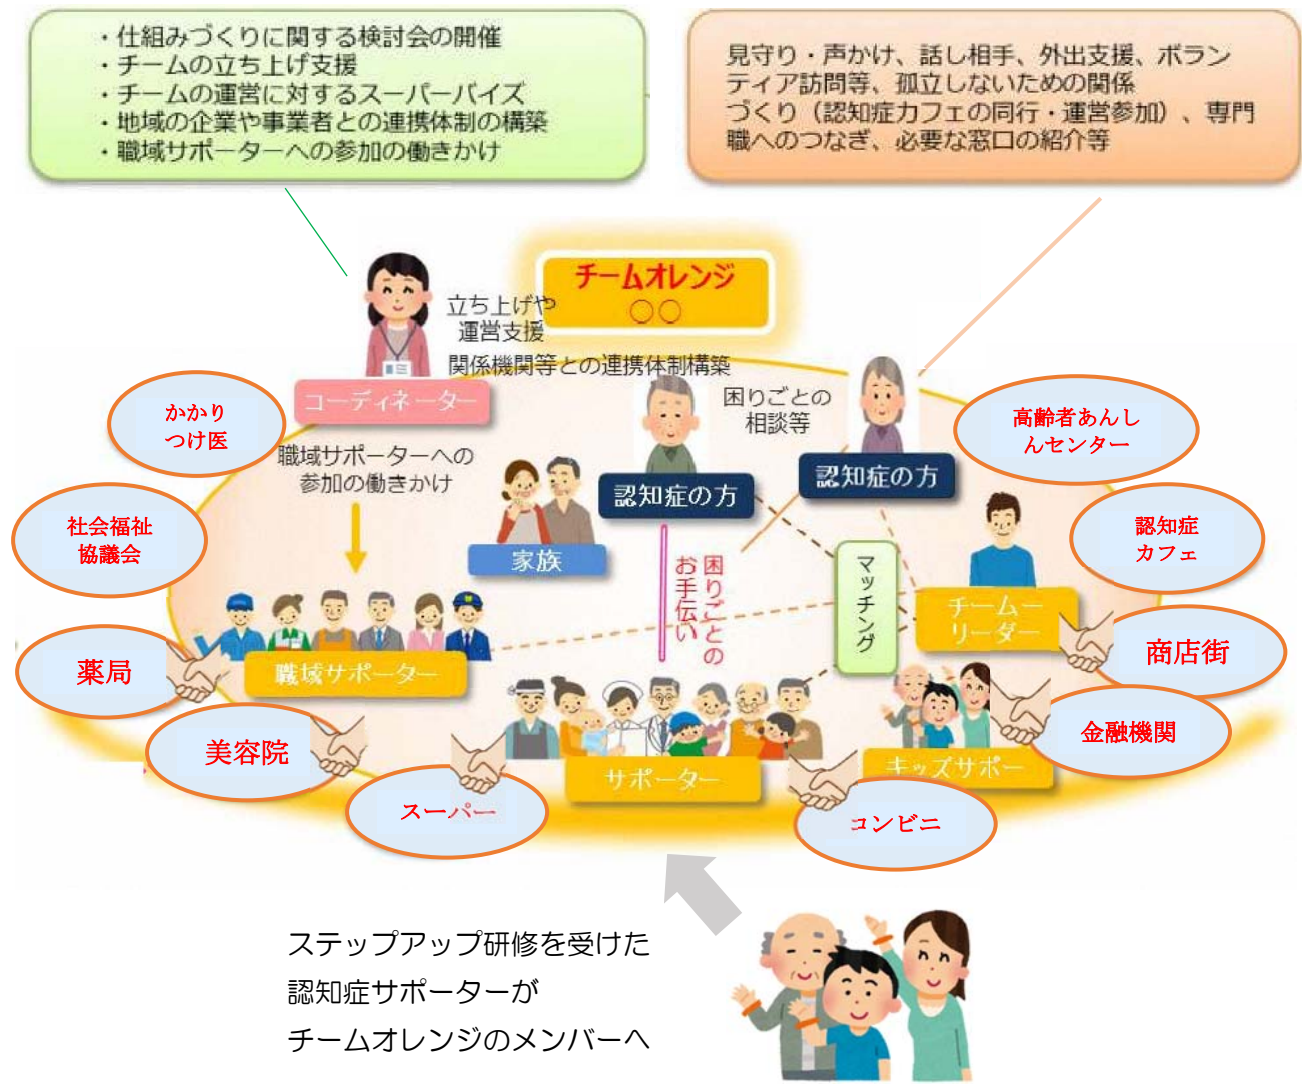 ・仕組みづくりに関する検討会の開催
・チームの立ち上げ支援
・チームの運営に対するスーパーバイズ
・地域の企業や事業者との連携体制の構築
・職域サポーターへの参加の働きかけ
見守り・声かけ、話し相手、外出支援、ボラン
ティア訪問等、孤立しないための関係
づくり（認知症カフェの同行・運営参加）、専門
職へのつなぎ、必要な窓口の紹介等
チームオレンジ
〇〇
立ち上げや
運営支援
関係機関等との連携体制構築
コーディネーター
困りごとの
相談等
かかり
つけ医
高齢者あんし
んセンター
職域サポーターへの
参加の働きかけ
認知症の方
認知症の方
社会福祉
協議会
認知症
カフェ
家族
マッチング
困りごとの
お手伝い
チームー
リーダー
商店街
薬局
職域サポーター
美容院
金融機関
サポーター
キッズサポー
スーパー
コンビニ
ステップアップ研修を受けた
認知症サポーターが
チームオレンジのメンバーへ